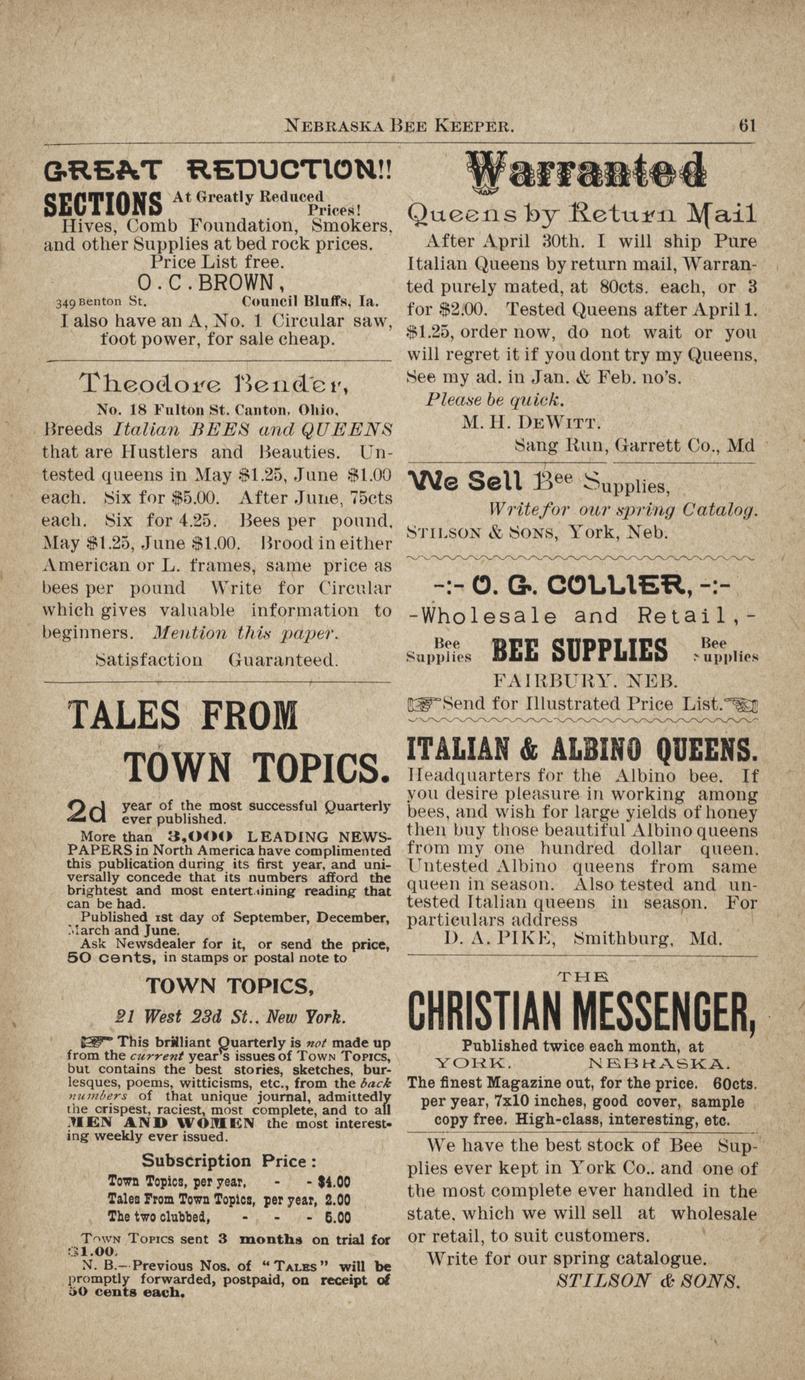 NEBRASKA BEE KEEPER. 61
GREAT REDUCTION!!
SECTIONS At Greatly Reduced
Prices!
Hives, Comb Foundation, Smokers,
and other Supplies at bed rock prices.
Price List free.
O. C. BROWN,
349 Benton St. Council Bluffs, Ia.
I also have an A, No. 1 Circular saw,
foot power, for sale cheap.
Theodore Bender,
No. 18 Fulton St. Canton, Ohio,
Breeds Italian BEES and QUEENS
that are Hustlers and Beauties. Un-
tested queens in May $1.25, June $1.00
each. Six for $5.00. After June, 75cts
each. Six for 4.25. Bees per pound,
May $1.25, June $1.00. Brood in either
American or L. frames, same price as
bees per pound Write for Circular
which gives valuable information to
beginners. Mention this paper.
Satisfaction Guaranteed.
TALES FROM
TOWN TOPICS.
2d year of the most successful Quarterly
ever published.
More than 3,000 LEADING NEWS-
PAPERS in North America have complimented
this publication during its first year, and uni-
versally concede that its numbers afford the
brightest and most entertaining reading that
can be had.
Published 1st day of September, December,
March and June.
Ask Newsdealer for it, or send the price,
50 cents, in stamps or postal note to
TOWN TOPICS,
21 West 23d St., New York.
☞ This brilliant Quarterly is not made up
from the current year's issues of TOWN TOPICS,
but contains the best stories, sketches, bur-
lesques, poems, witticisms, etc., from the back
numbers of that unique journal, admittedly
the crispest, raciest, most complete, and to all
MEN AND WOMEN the most interest-
ing weekly ever issued.
Subscription Price:
Town Topics, per year, - - $4.00
Tales From Town Topics, per year, 2.00
The two clubbed, - - - 5.00
TOWN TOPICS sent 3 months on trial for
$1.00.
N. B.—Previous Nos. of "TALES" will be
promptly forwarded, postpaid, on receipt of
50 cents each.
Warranted
Queens by Return Mail
After April 30th. I will ship Pure
Italian Queens by return mail, Warran-
ted purely mated, at 80cts. each, or 3
for $2.00. Tested Queens after April 1.
$1.25, order now, do not wait or you
will regret it if you dont try my Queens,
See my ad. in Jan. & Feb. no's.
Please be quick.
M. H. DEWITT.
Sang Run, Garrett Co., Md
We Sell Bee Supplies,
Write for our spring Catalog.
STILSON & SONS, York, Neb.
-:- O. G. COLLIER, -:-
-Wholesale and Retail,-
Bee Supplies BEE SUPPLIES Bee Supplies
FAIRBURY. NEB.
☞Send for Illustrated Price List.☜
ITALIAN & ALBINO QUEENS.
Headquarters for the Albino bee. If
you desire pleasure in working among
bees, and wish for large yields of honey
then buy those beautiful Albino queens
from my one hundred dollar queen.
Untested Albino queens from same
queen in season. Also tested and un-
tested Italian queens in season. For
particulars address
D. A. PIKE, Smithburg, Md.
THE
CHRISTIAN MESSENGER,
Published twice each month, at
YORK. NEBRASKA.
The finest Magazine out, for the price. 60cts.
per year, 7x10 inches, good cover, sample
copy free. High-class, interesting, etc.
We have the best stock of Bee Sup-
plies ever kept in York Co.. and one of
the most complete ever handled in the
state, which we will sell at wholesale
or retail, to suit customers.
Write for our spring catalogue.
STILSON & SONS.